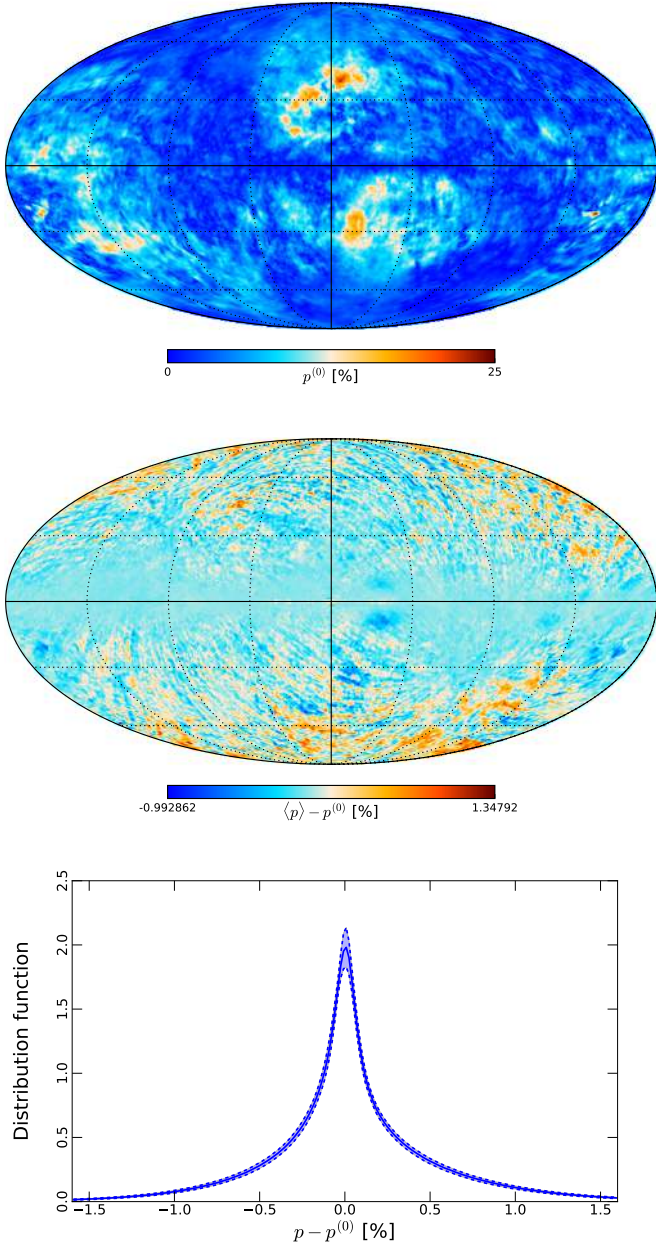 0 25
p⁽⁰⁾ [%]
-0.992862 1.34792
⟨p⟩ − p⁽⁰⁾ [%]
2.5
2.0
1.5
1.0
0.5
0.0
Distribution function
−1.5 −1.0 −0.5 0.0 0.5 1.0 1.5
p − p⁽⁰⁾ [%]